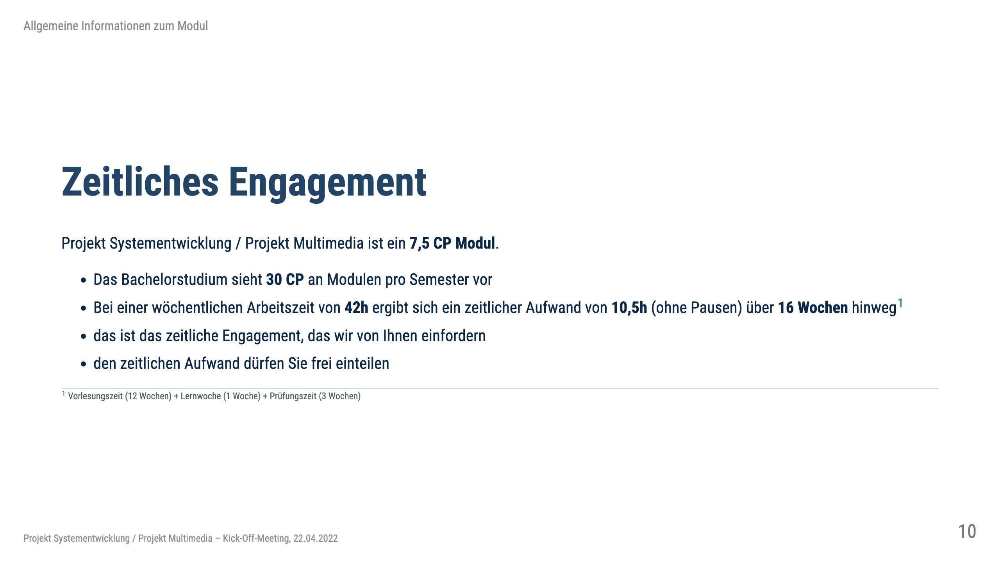 Allgemeine Informationen zum Modul
Zeitliches Engagement
Projekt Systementwicklung / Projekt Multimedia ist ein 7,5 CP Modul.
• Das Bachelorstudium sieht 30 CP an Modulen pro Semester vor
• Bei einer wöchentlichen Arbeitszeit von 42h ergibt sich ein zeitlicher Aufwand von 10,5h (ohne Pausen) über 16 Wochen hinweg¹
• das ist das zeitliche Engagement, das wir von Ihnen einfordern
• den zeitlichen Aufwand dürfen Sie frei einteilen
¹ Vorlesungszeit (12 Wochen) + Lernwoche (1 Woche) + Prüfungszeit (3 Wochen)
Projekt Systementwicklung / Projekt Multimedia – Kick-Off-Meeting, 22.04.2022
10